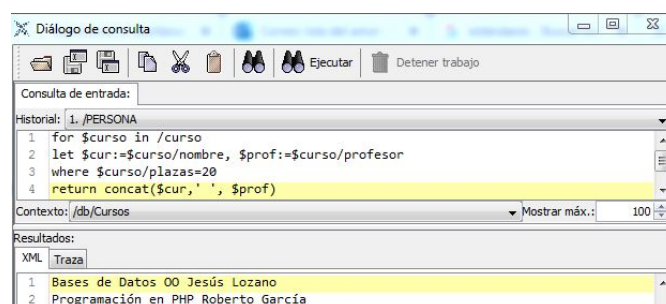 Diálogo de consulta
Ejecutar
Detener trabajo
Consulta de entrada:
Historial: 1. /PERSONA
1 for $curso in /curso
2 let $cur:=$curso/nombre, $prof:=$curso/profesor
3 where $curso/plazas=20
4 return concat($cur,' ', $prof)
Contexto: /db/Cursos Mostrar máx.: 100
Resultados:
XML Traza
1 Bases de Datos OO Jesús Lozano
2 Programación en PHP Roberto García